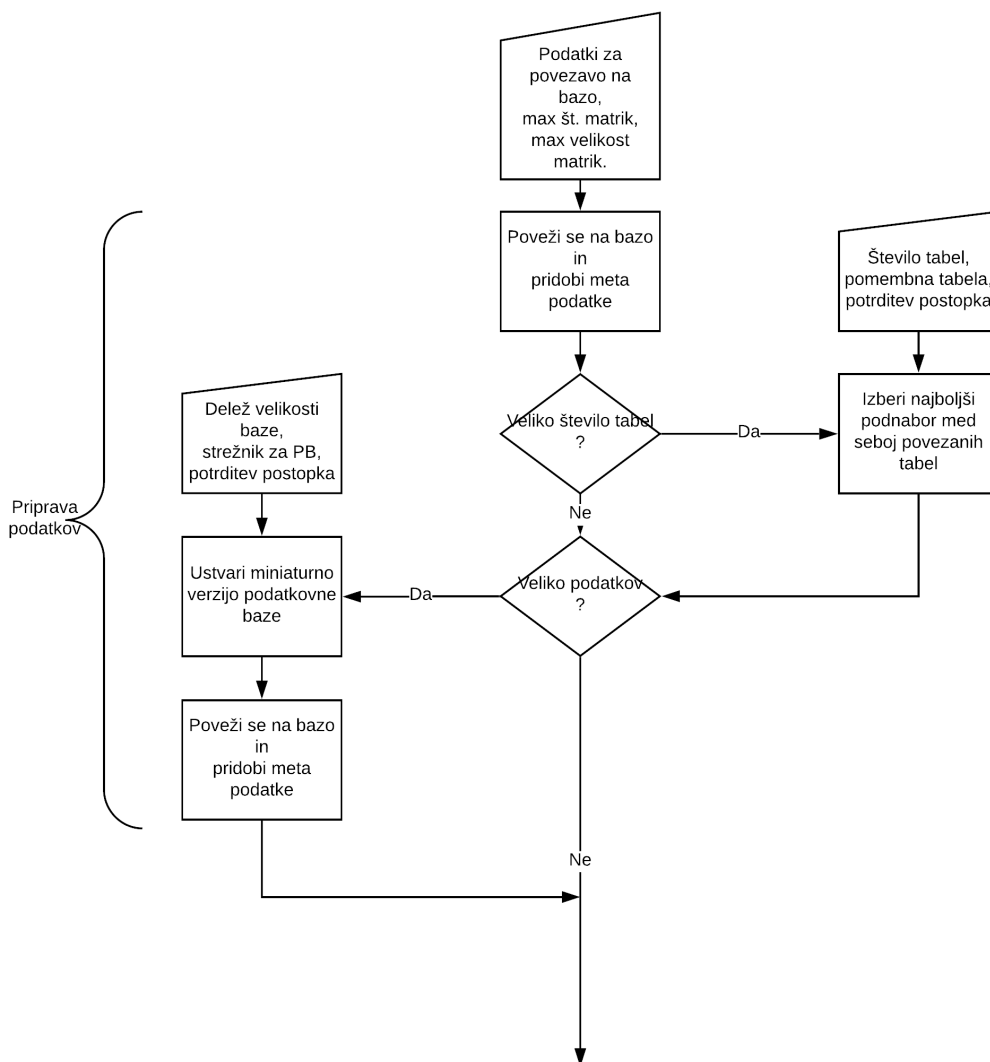 Podatki za
povezavo na
bazo,
max št. matrik,
max velikost
matrik.
Poveži se na bazo
in
pridobi meta
podatke
Število tabel,
pomembna tabela,
potrditev postopka
Veliko število tabel
?
Da
Izberi najboljši
podnabor med
seboj povezanih
tabel
Delež velikosti
baze,
strežnik za PB,
potrditev postopka
Ne
Priprava
podatkov
Veliko podatkov
?
Da
Ustvari miniaturno
verzijo podatkovne
baze
Poveži se na bazo
in
pridobi meta
podatke
Ne